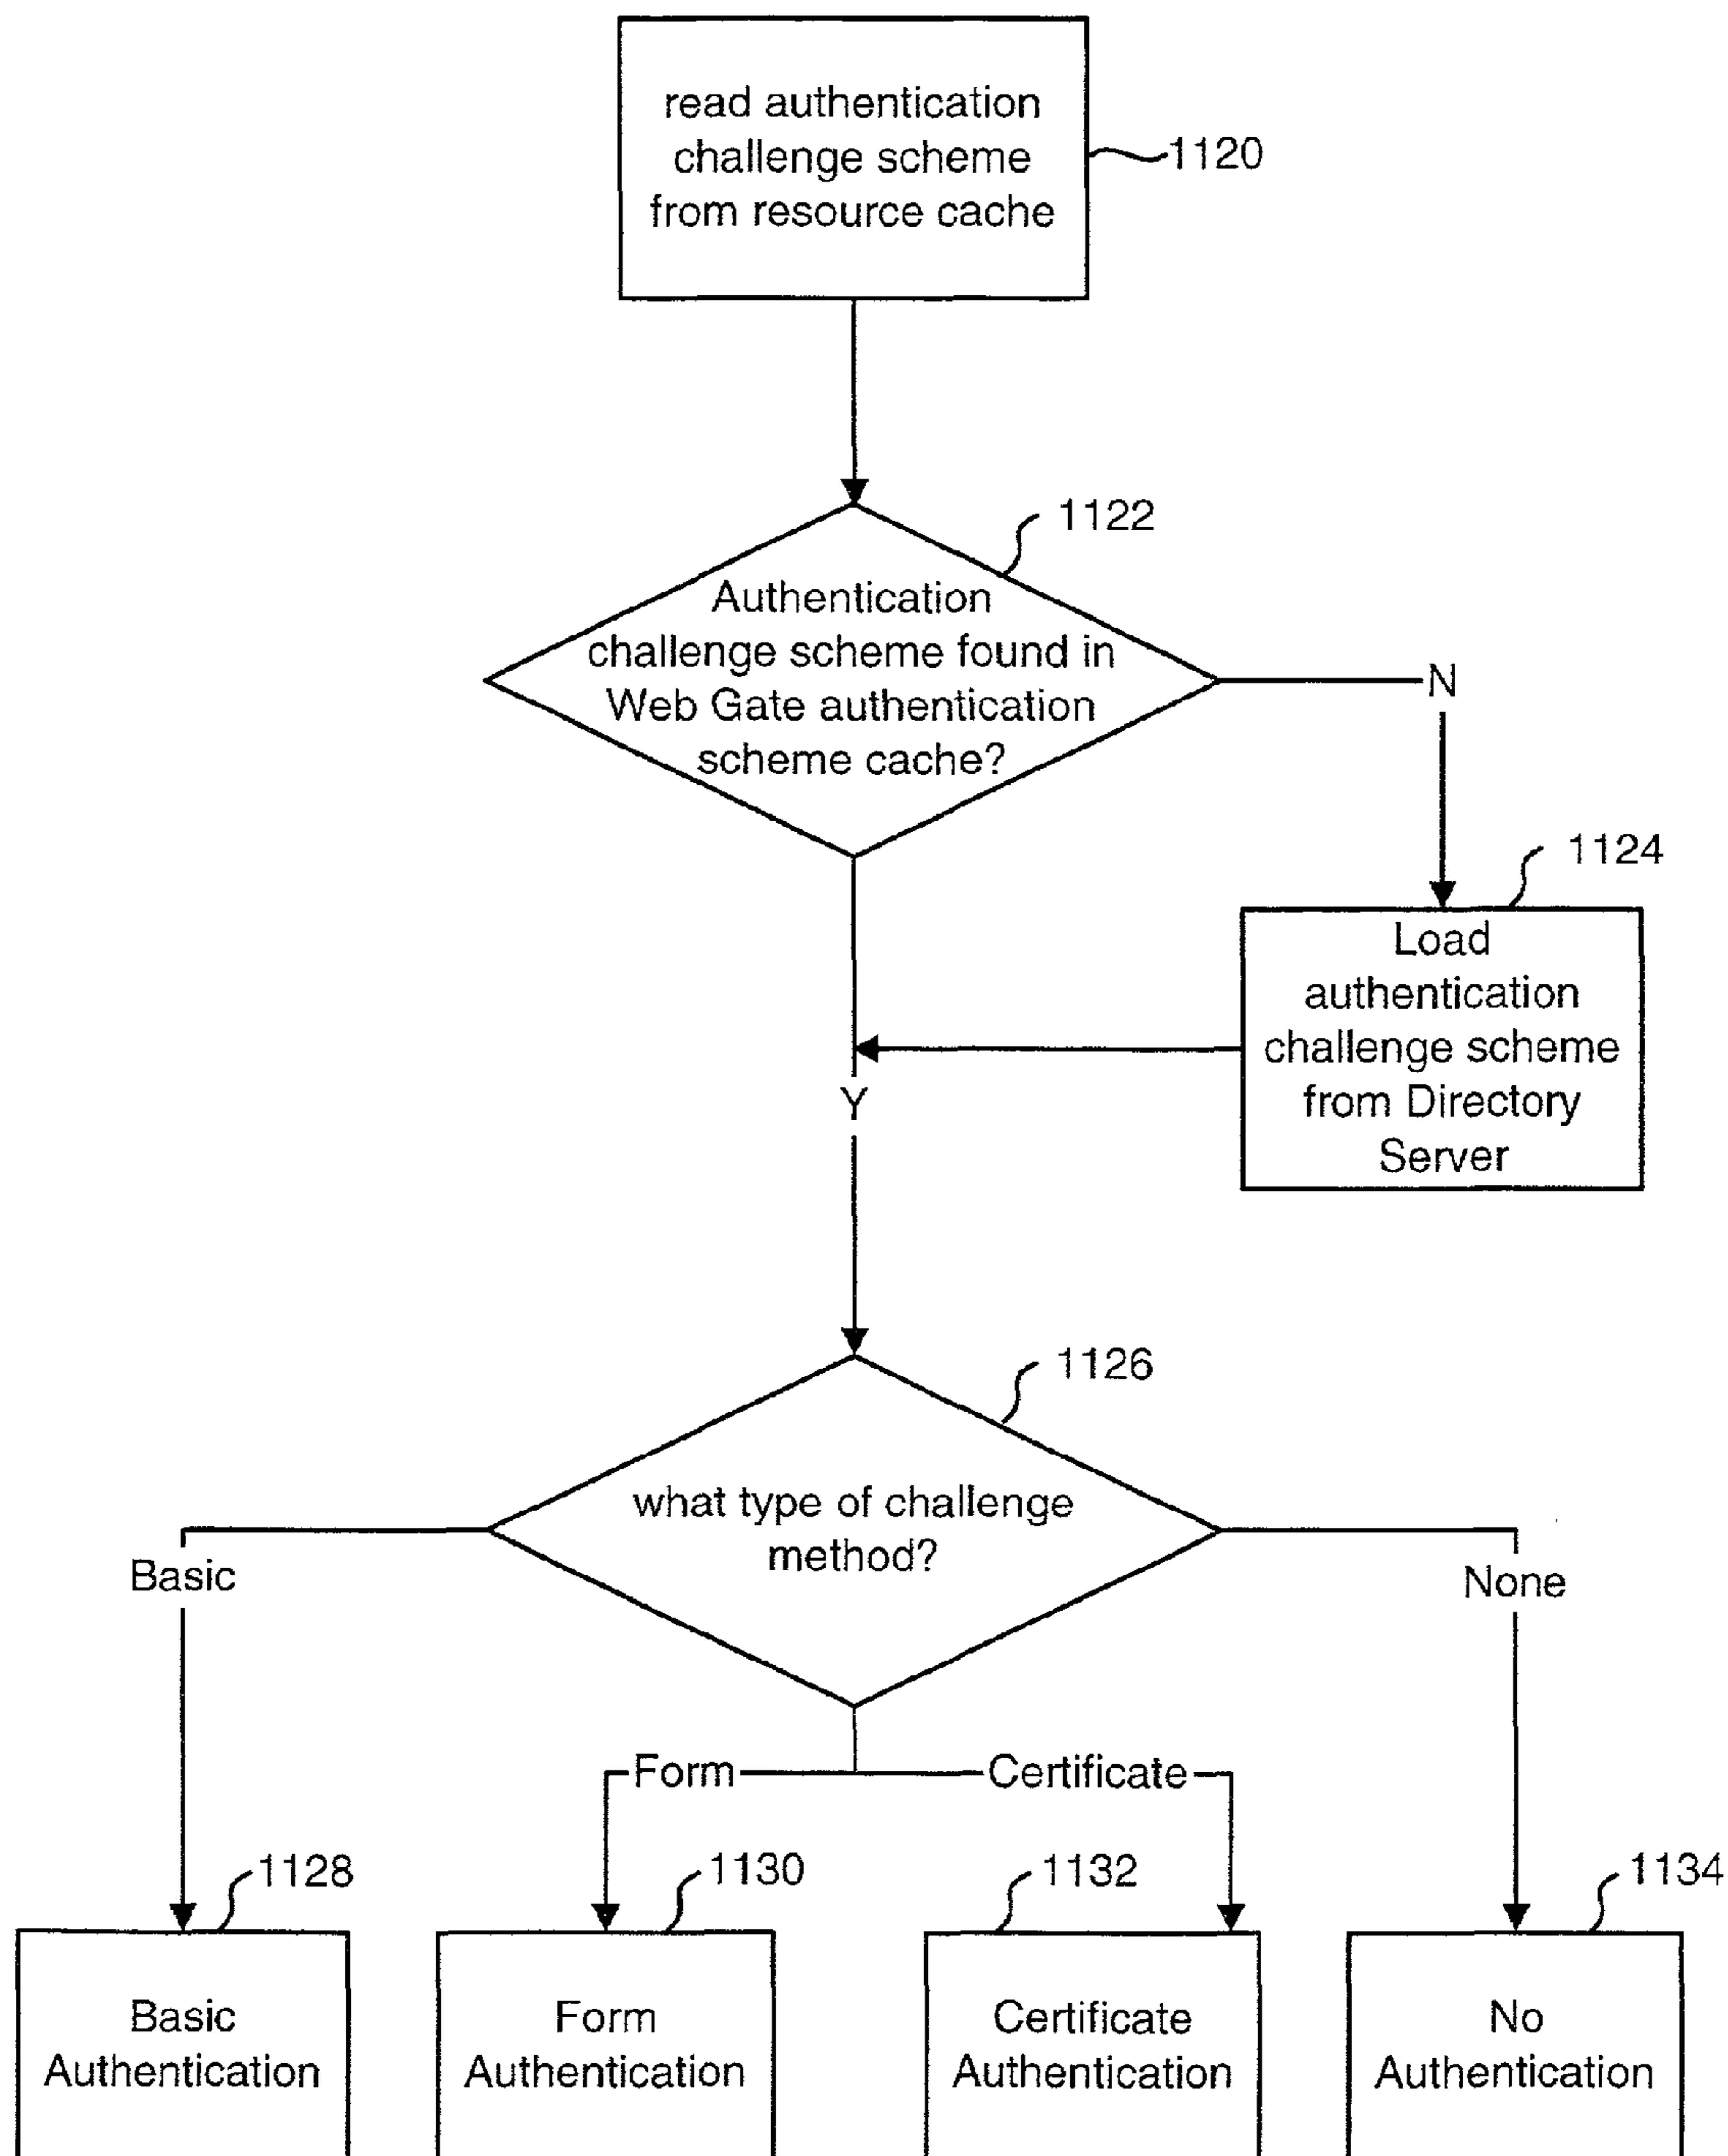 read authentication
challenge scheme
from resource cache
1120
1122
Authentication
challenge scheme found in
Web Gate authentication
scheme cache?
N
1124
Load
authentication
challenge scheme
from Directory
Server
Y
1126
what type of challenge
method?
Basic
None
Form
Certificate
1128
1130
1132
1134
Basic
Authentication
Form
Authentication
Certificate
Authentication
No
Authentication